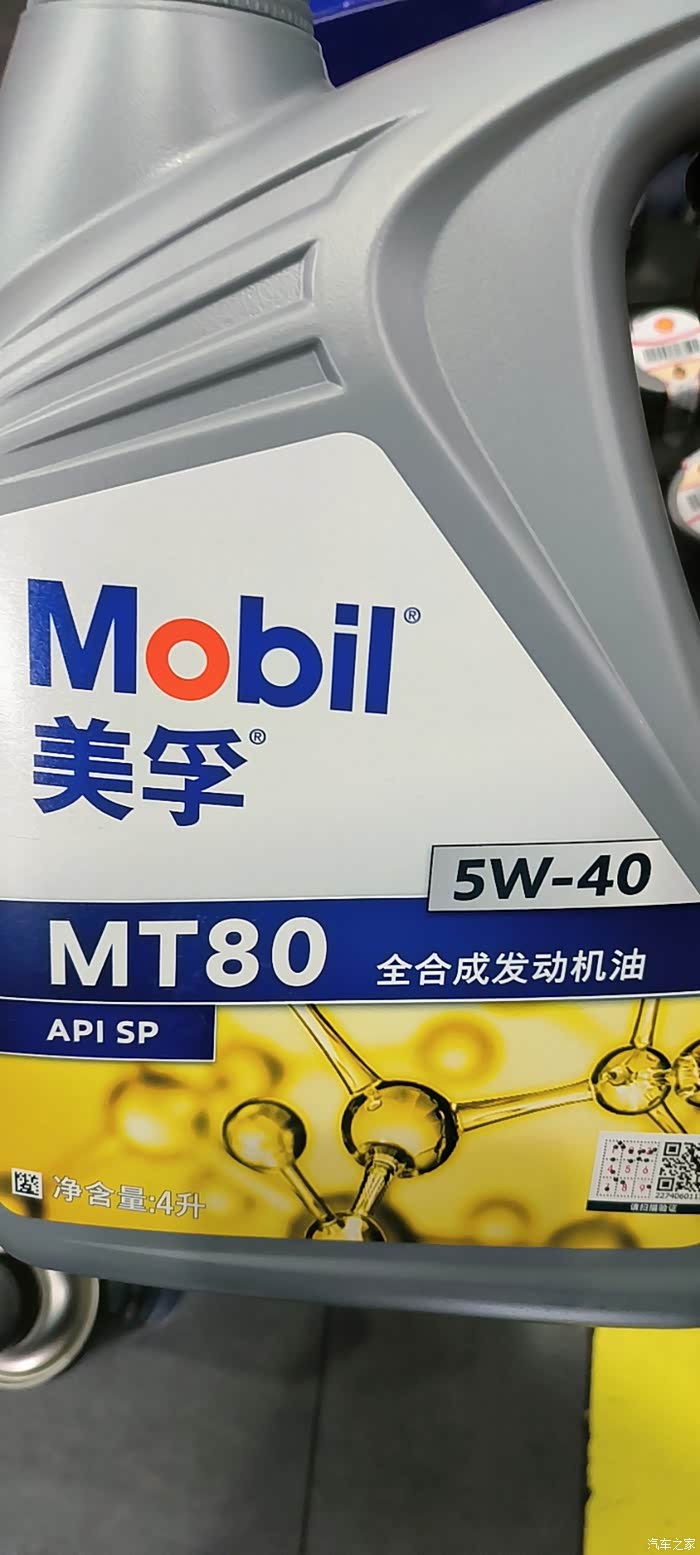 Mobil®
美孚®
5W-40
MT80 全合成发动机油
API SP
净含量:4升
请扫描验证
汽车之家